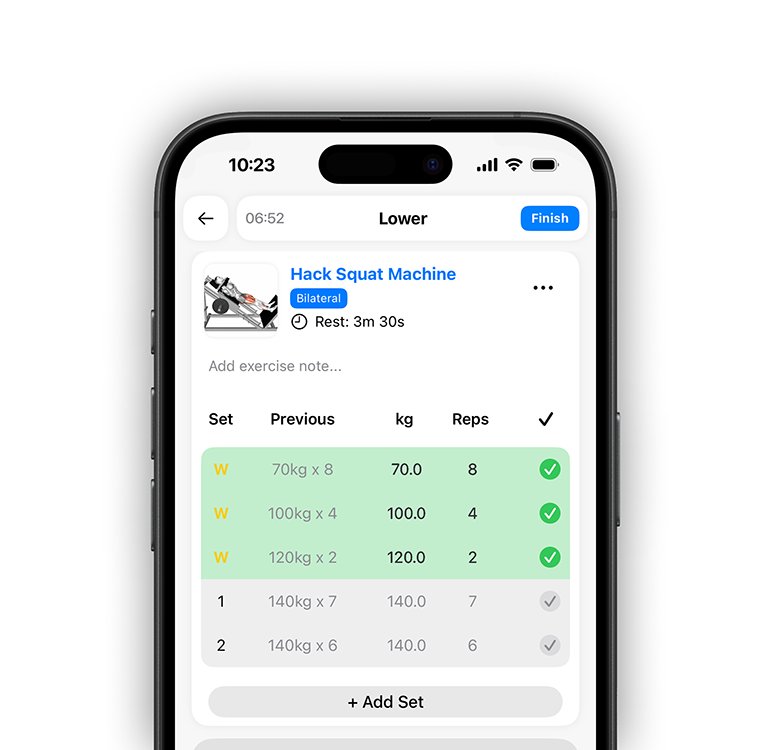 10:23
06:52 Lower Finish
Hack Squat Machine
Bilateral
Rest: 3m 30s
Add exercise note...
Set Previous kg Reps
W 70kg x 8 70.0 8
W 100kg x 4 100.0 4
W 120kg x 2 120.0 2
1 140kg x 7 140.0 7
2 140kg x 6 140.0 6
+ Add Set